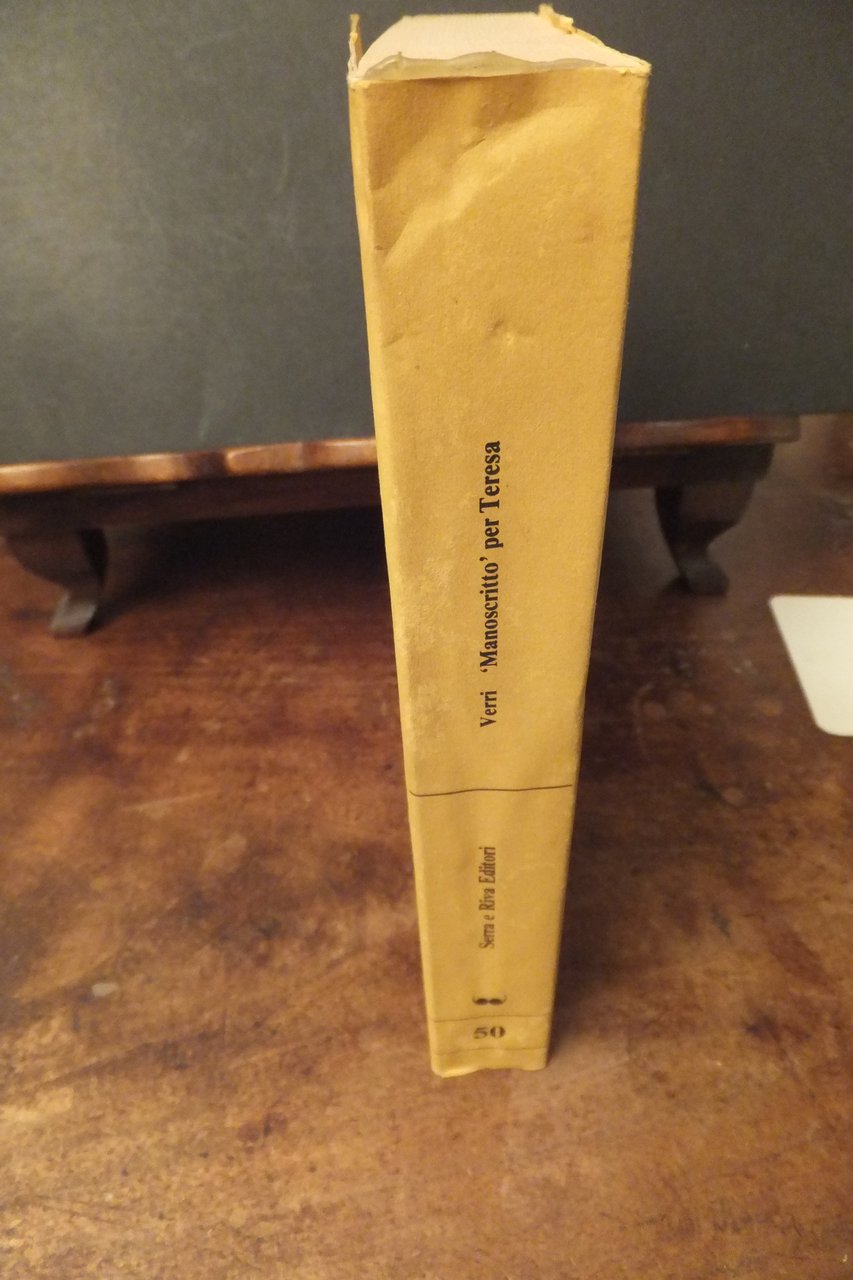 Verri ‘Manoscritto’ per Teresa
Serra e Riva Editori
50